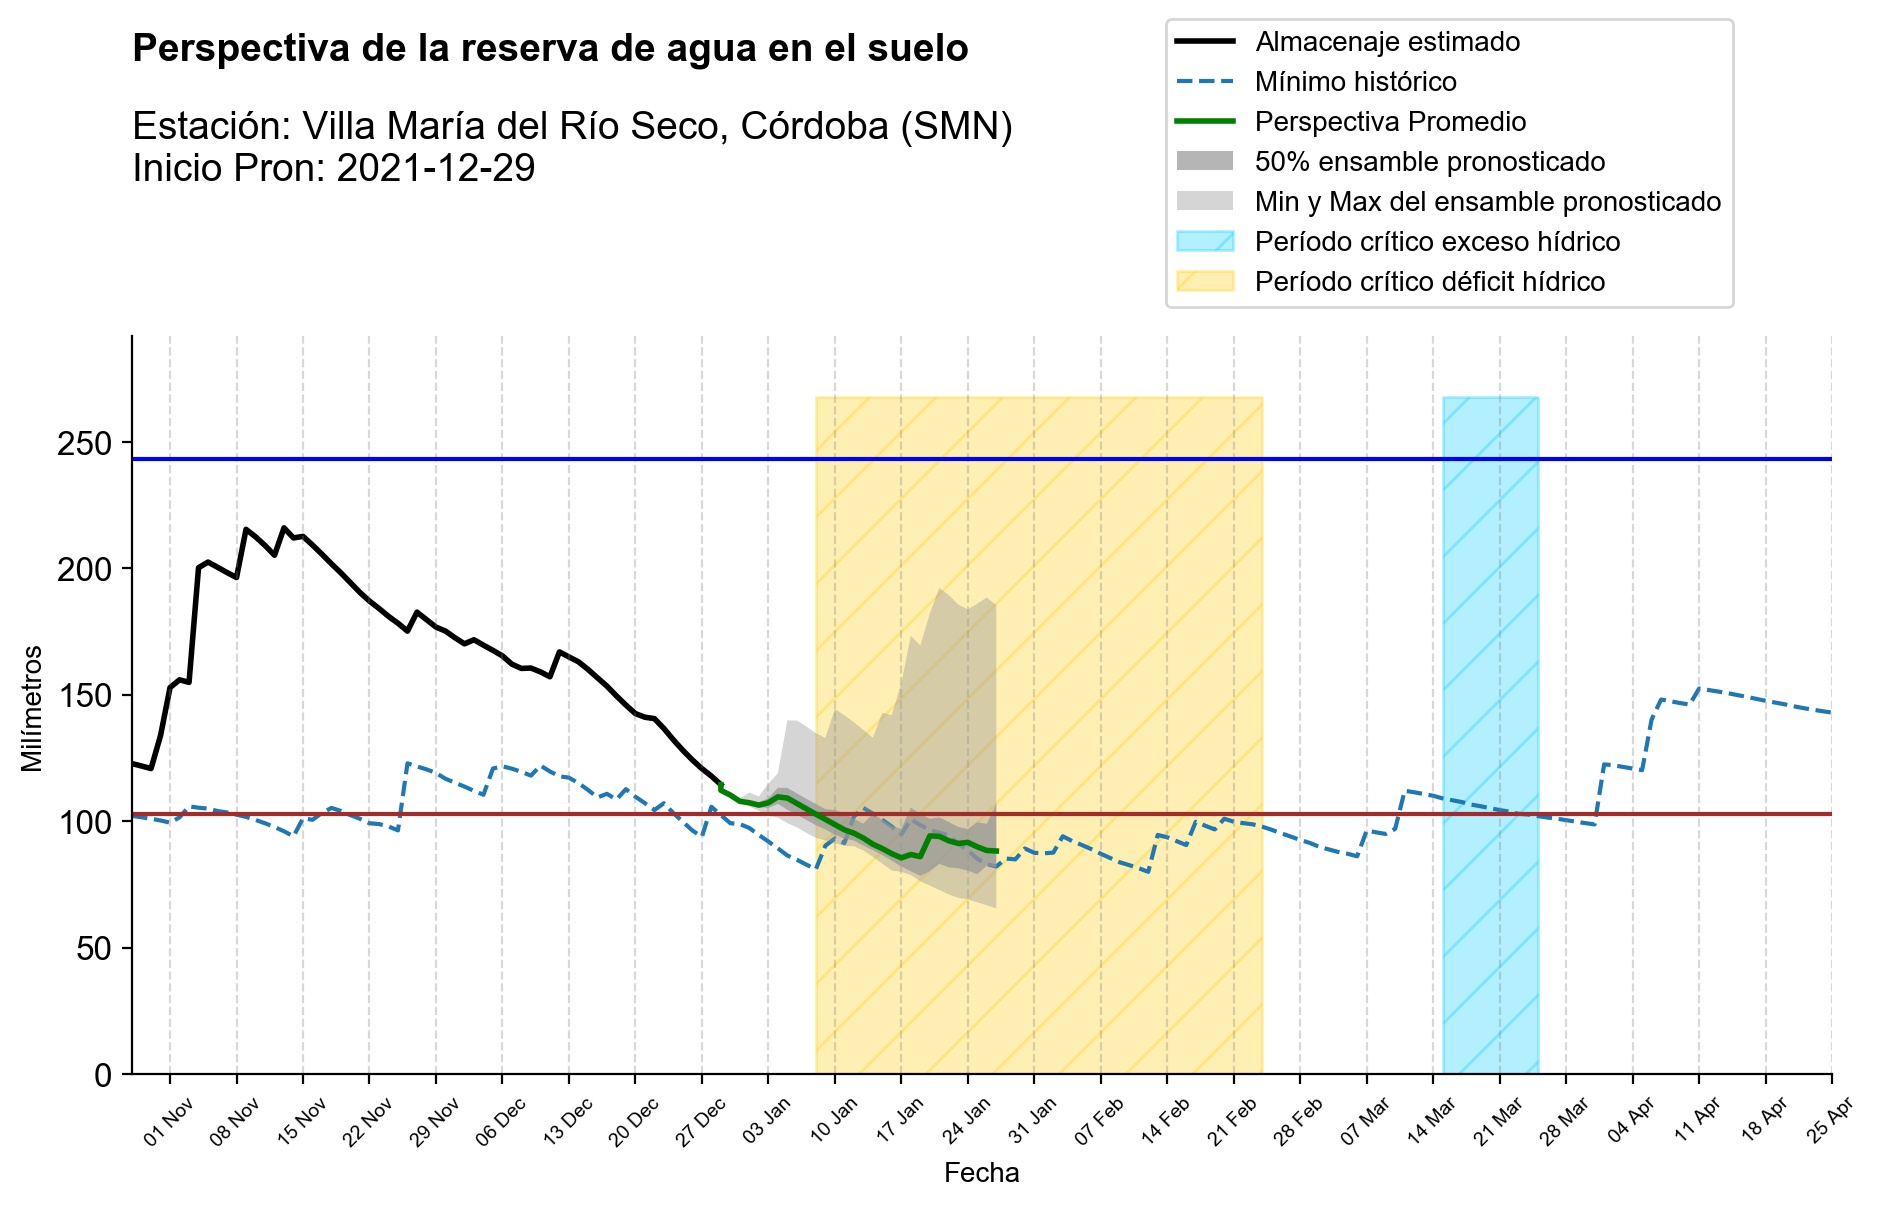 Perspectiva de la reserva de agua en el suelo
Estación: Villa María del Río Seco, Córdoba (SMN)
Inicio Pron: 2021-12-29
Almacenaje estimado
Mínimo histórico
Perspectiva Promedio
50% ensamble pronosticado
Min y Max del ensamble pronosticado
Período crítico exceso hídrico
Período crítico déficit hídrico
Milímetros
250
200
150
100
50
0
01 Nov
08 Nov
15 Nov
22 Nov
29 Nov
06 Dec
13 Dec
20 Dec
27 Dec
03 Jan
10 Jan
17 Jan
24 Jan
31 Jan
07 Feb
14 Feb
21 Feb
28 Feb
07 Mar
14 Mar
21 Mar
28 Mar
04 Apr
11 Apr
18 Apr
25 Apr
Fecha